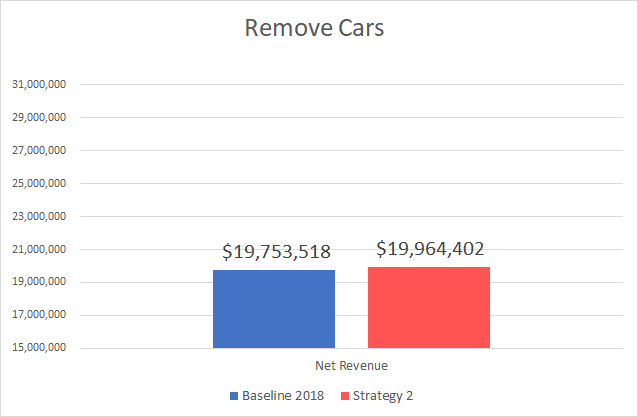 Remove Cars
31,000,000
29,000,000
27,000,000
25,000,000
23,000,000
21,000,000
19,000,000
17,000,000
15,000,000
$19,753,518
$19,964,402
Net Revenue
Baseline 2018
Strategy 2